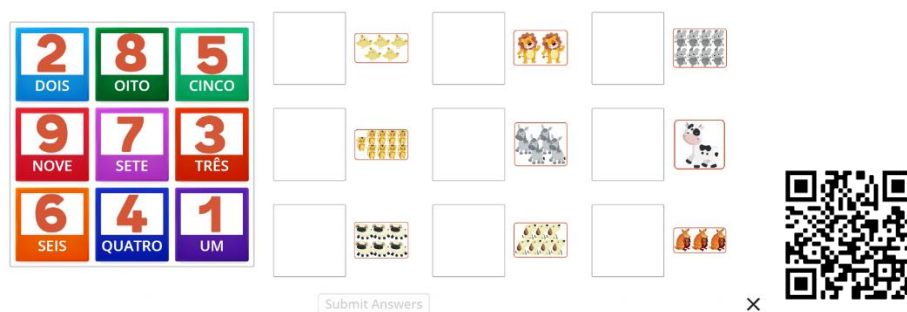 2 8 5
DOIS OITO CINCO
9 7 3
NOVE SETE TRÊS
6 4 1
SEIS QUATRO UM
Submit Answers